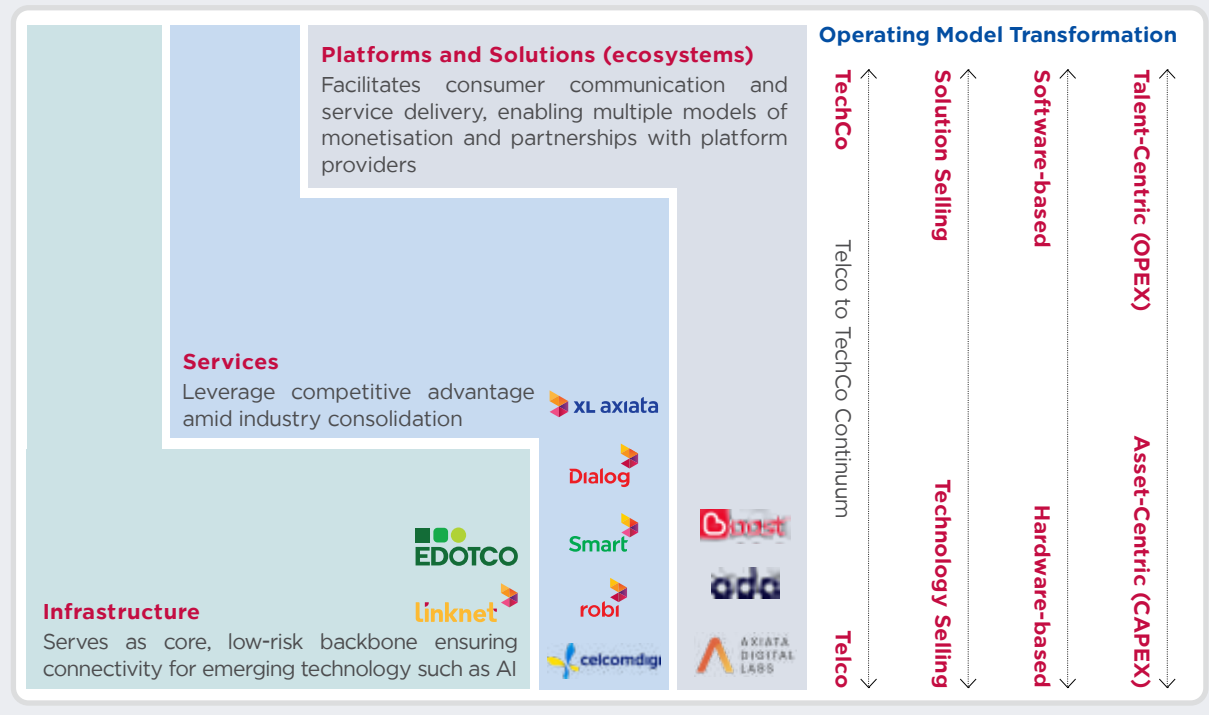 Platforms and Solutions (ecosystems)
Facilitates consumer communication and
service delivery, enabling multiple models of
monetisation and partnerships with platform
providers
Services
Leverage competitive advantage
amid industry consolidation
XL axiata
Dialog
Smart
robi
celcomdigi
EDOTCO
linknet
Infrastructure
Serves as core, low-risk backbone ensuring
connectivity for emerging technology such as AI
Boost
ada
AXIATA
DIGITAL
LABS
Operating Model Transformation
TechCo
Telco to TechCo Continuum
Telco
Solution Selling
Technology Selling
Software-based
Hardware-based
Talent-Centric (OPEX)
Asset-Centric (CAPEX)